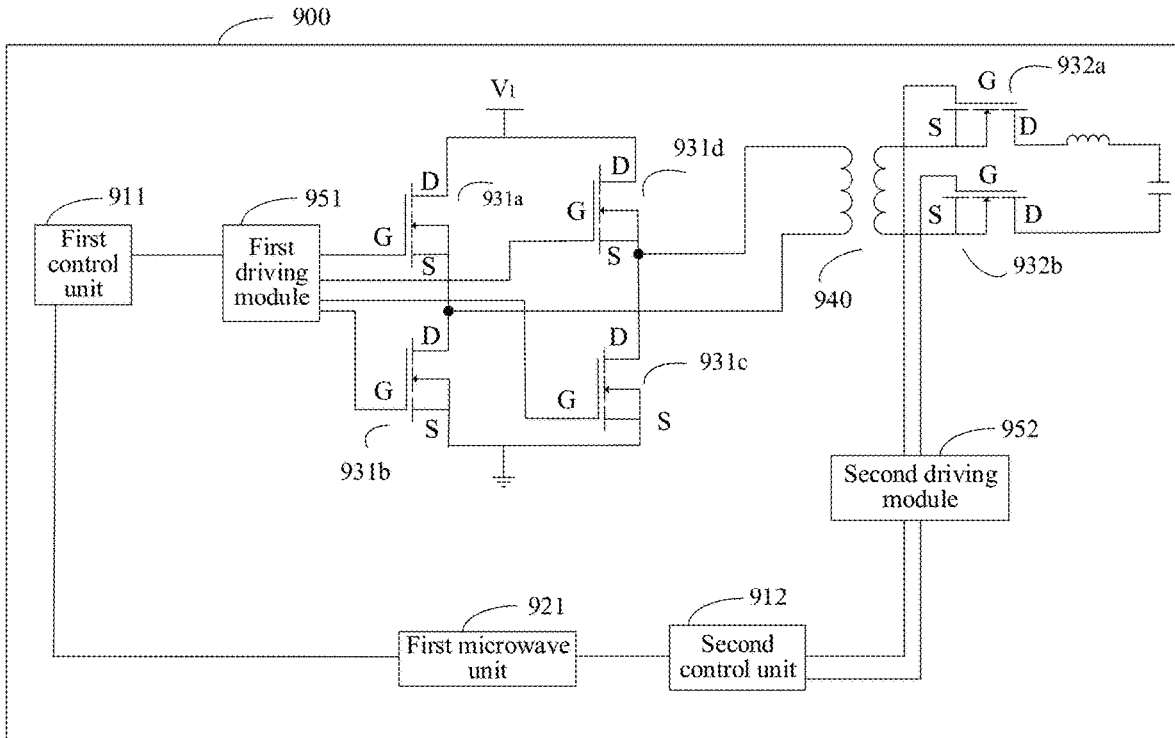 900
V1
G
932a
S
D
D
931a
D
931d
G
911
951
G
S
D
First
control
unit
First
driving
module
G
S
G
S
932b
940
D
D
931c
G
G
S
S
931b
952
Second driving
module
921
912
First microwave
unit
Second
control unit